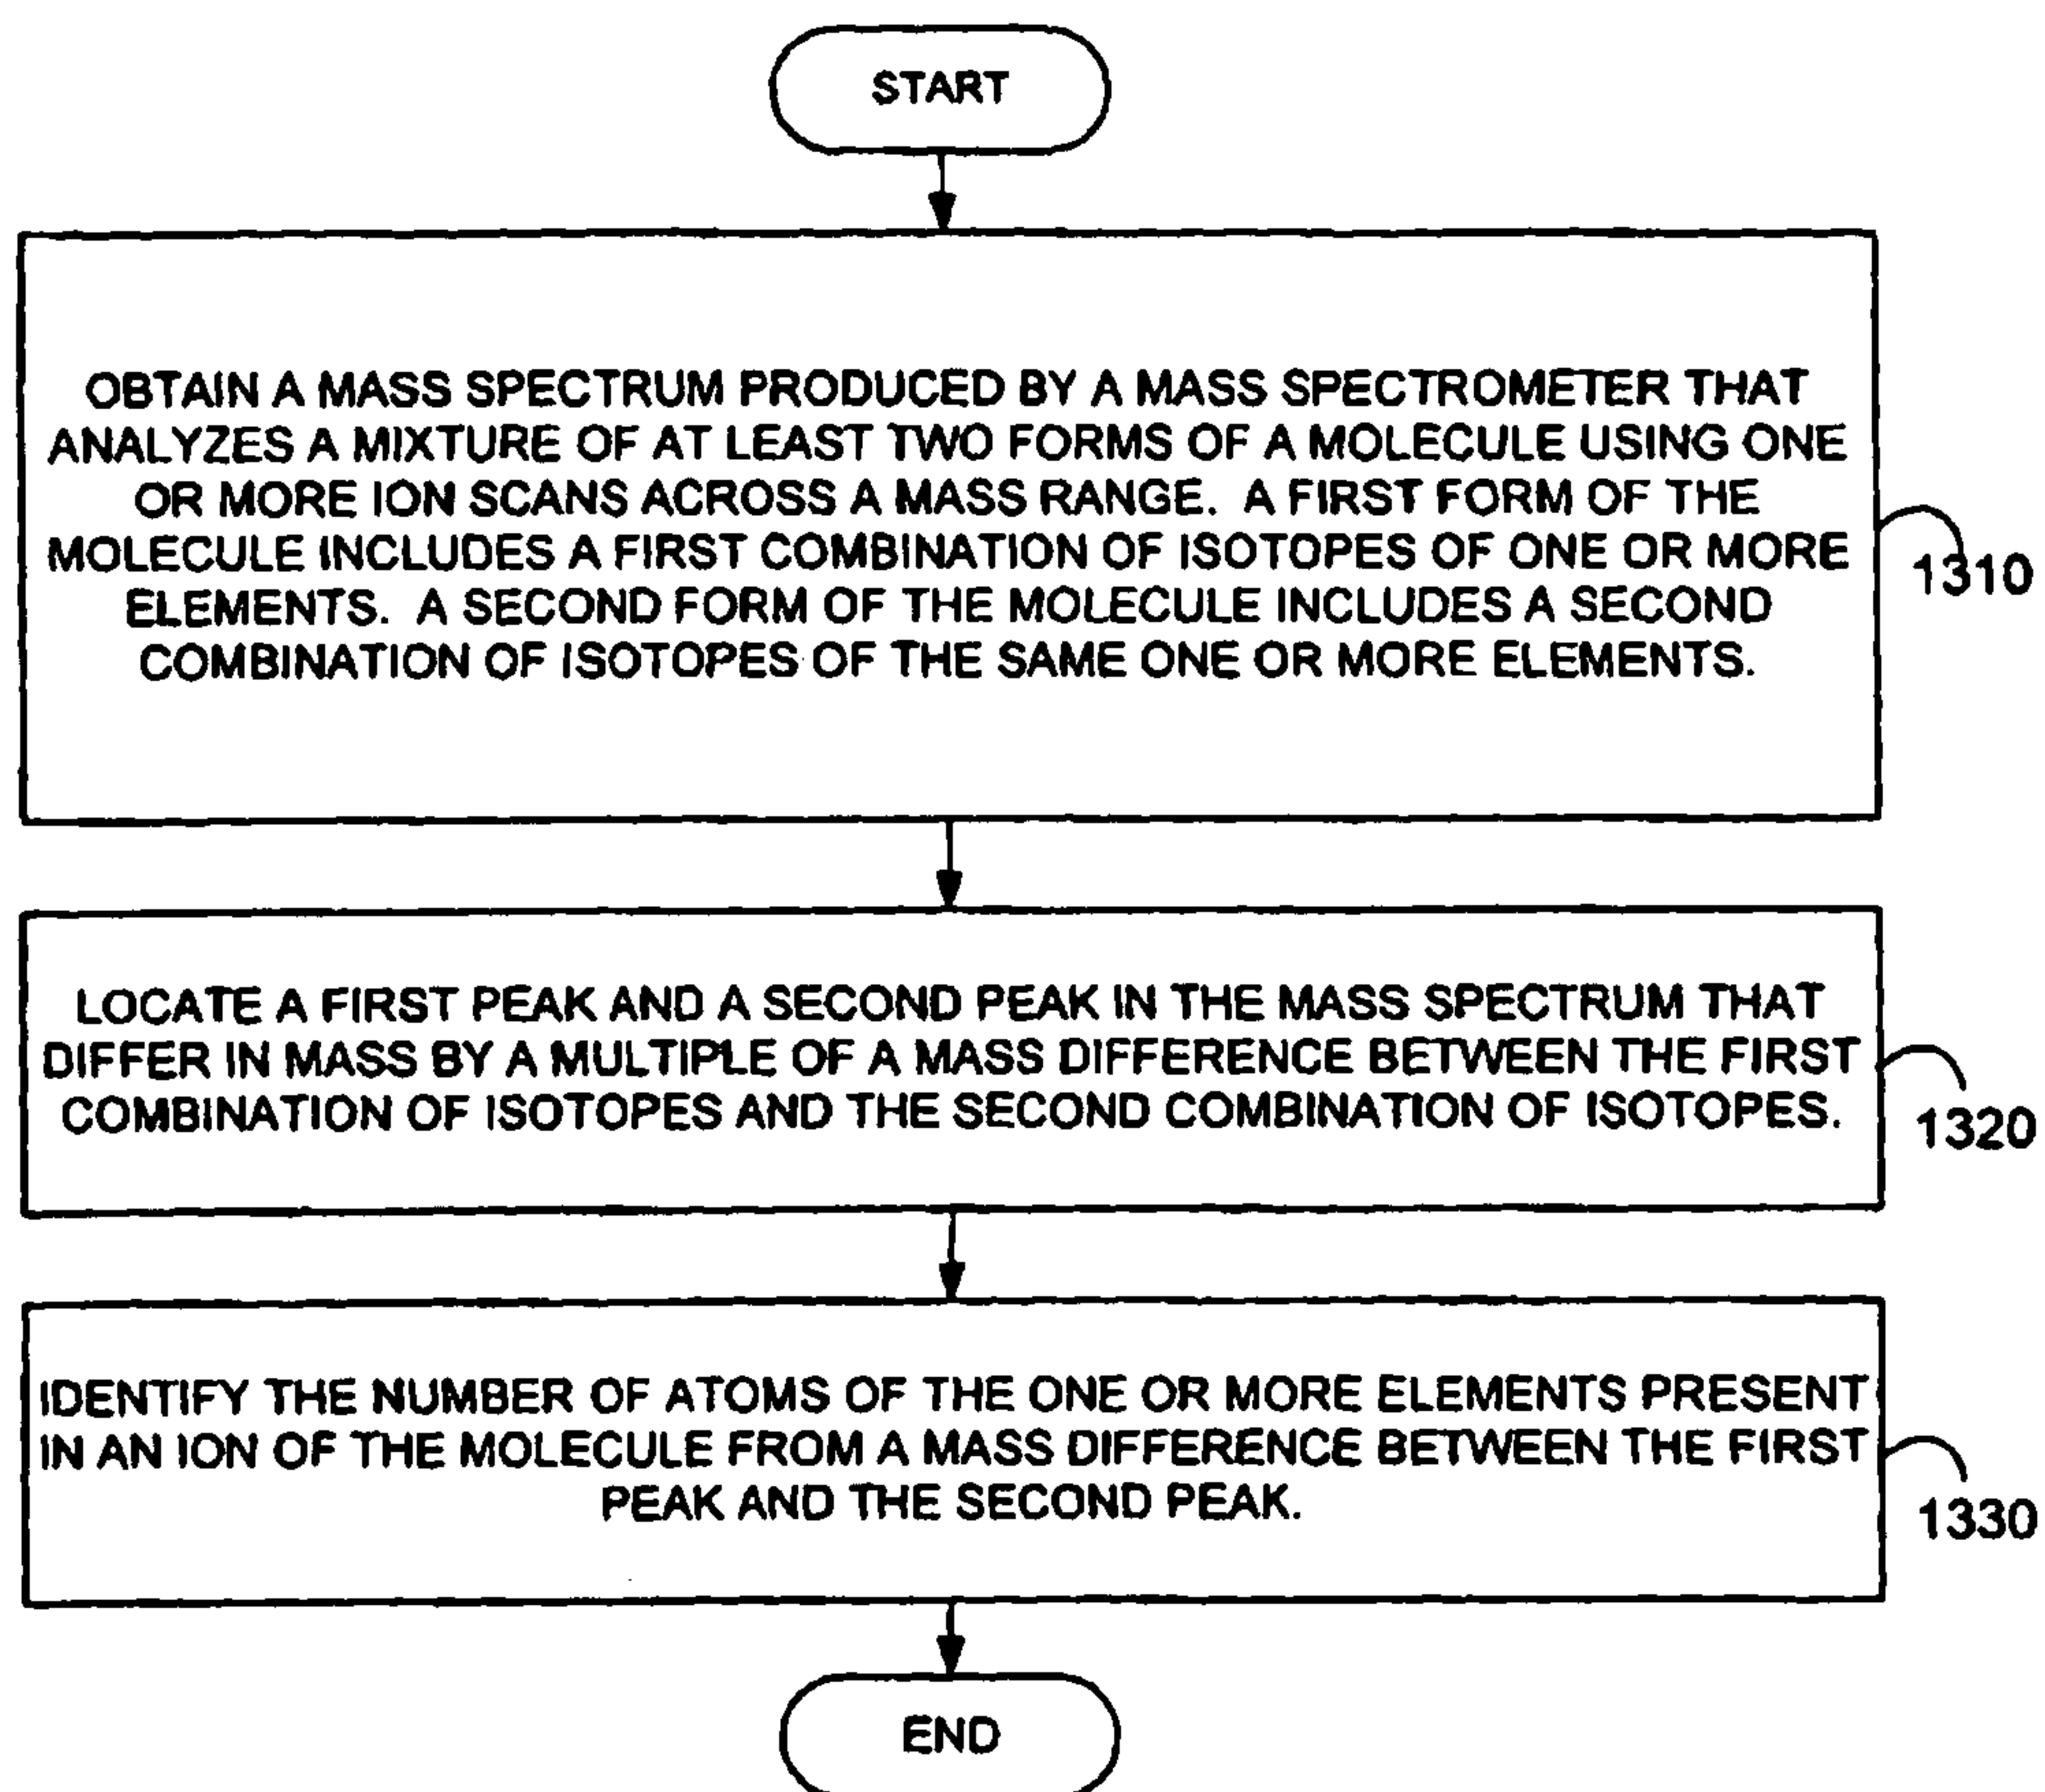 START
OBTAIN A MASS SPECTRUM PRODUCED BY A MASS SPECTROMETER THAT
ANALYZES A MIXTURE OF AT LEAST TWO FORMS OF A MOLECULE USING ONE
OR MORE ION SCANS ACROSS A MASS RANGE. A FIRST FORM OF THE
MOLECULE INCLUDES A FIRST COMBINATION OF ISOTOPES OF ONE OR MORE
ELEMENTS. A SECOND FORM OF THE MOLECULE INCLUDES A SECOND
COMBINATION OF ISOTOPES OF THE SAME ONE OR MORE ELEMENTS.
1310
LOCATE A FIRST PEAK AND A SECOND PEAK IN THE MASS SPECTRUM THAT
DIFFER IN MASS BY A MULTIPLE OF A MASS DIFFERENCE BETWEEN THE FIRST
COMBINATION OF ISOTOPES AND THE SECOND COMBINATION OF ISOTOPES.
1320
IDENTIFY THE NUMBER OF ATOMS OF THE ONE OR MORE ELEMENTS PRESENT
IN AN ION OF THE MOLECULE FROM A MASS DIFFERENCE BETWEEN THE FIRST
PEAK AND THE SECOND PEAK.
1330
END